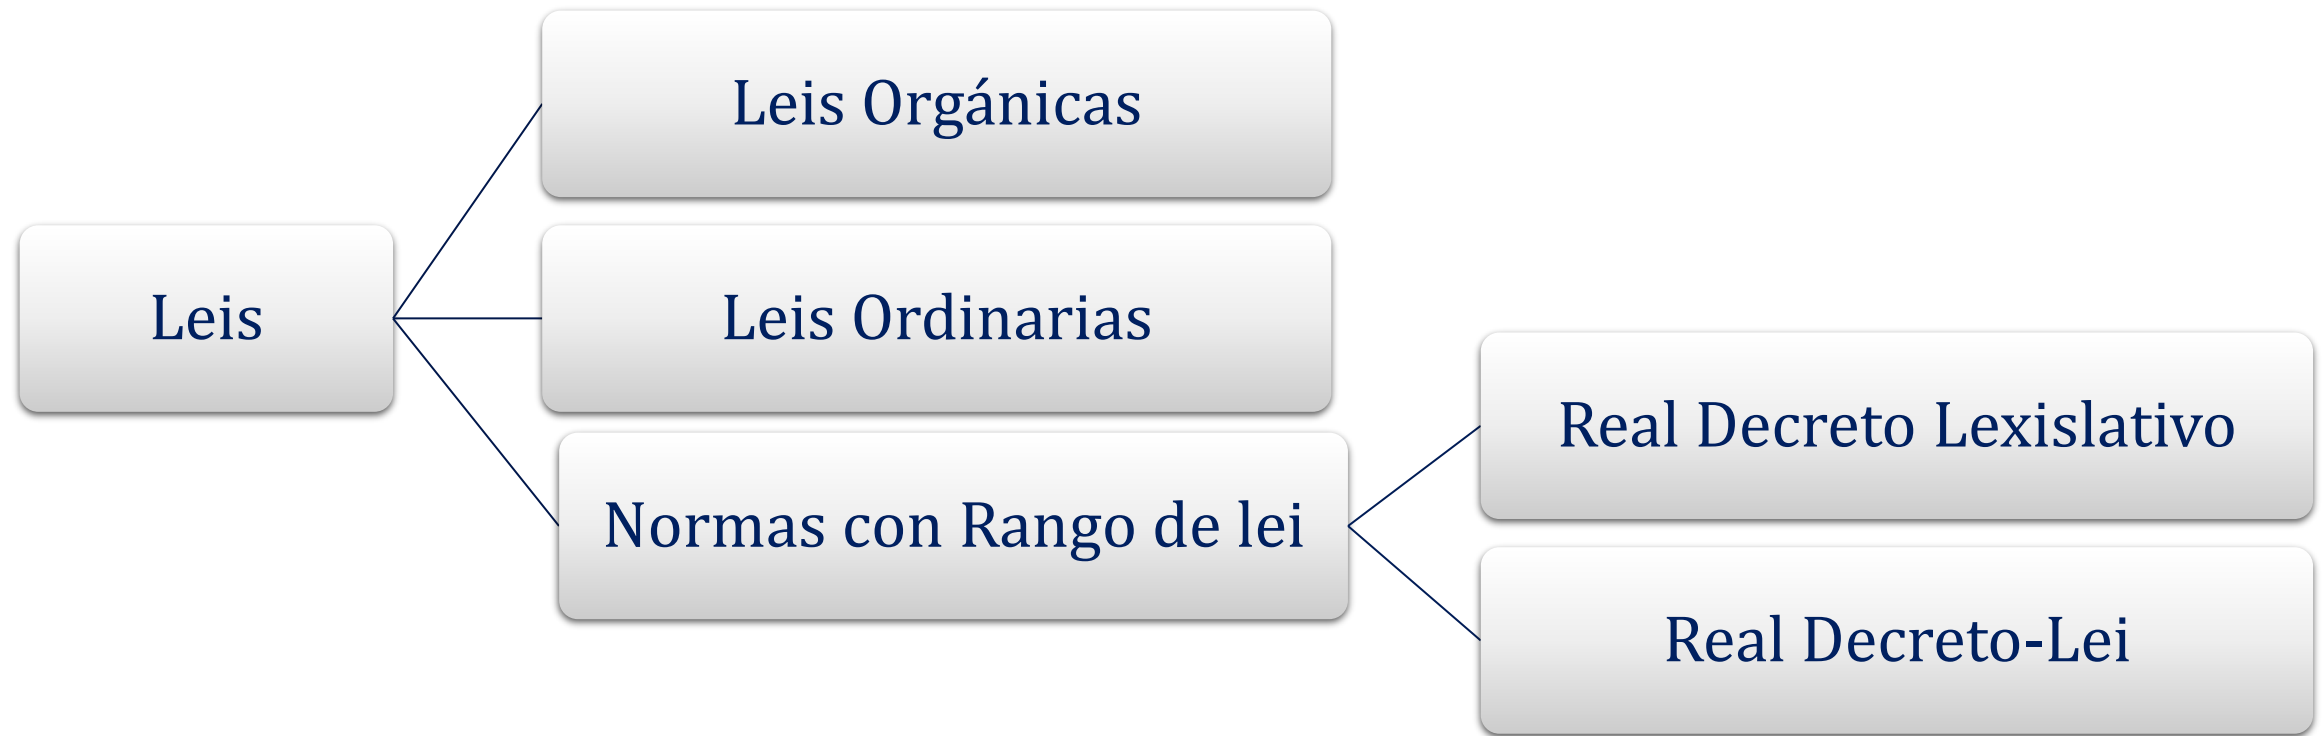 Leis
Leis Orgánicas
Leis Ordinarias
Normas con Rango de lei
Real Decreto Lexislativo
Real Decreto-Lei